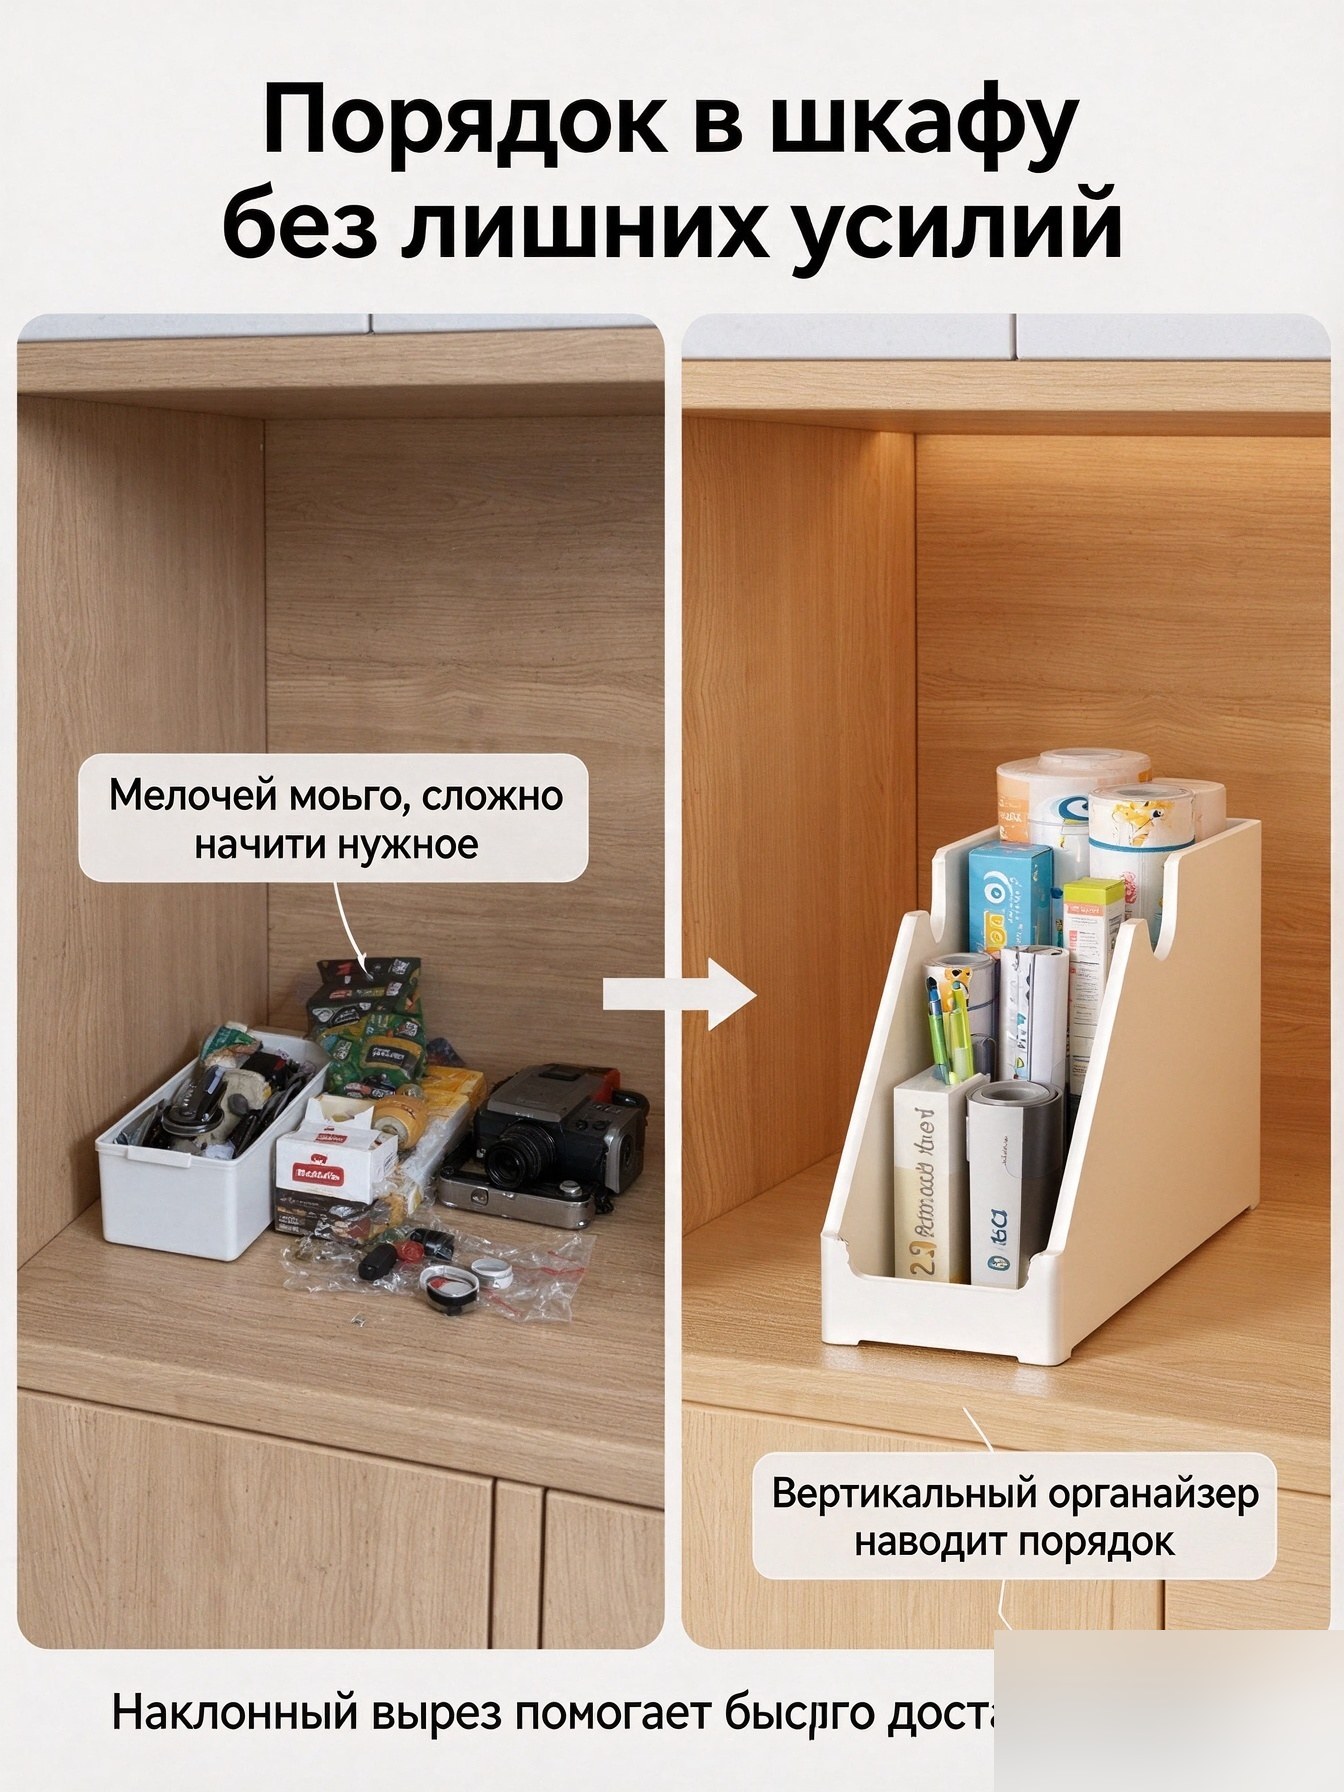 Порядок в шкафу
без лишних усилий
Мелочей моьго, сложно
начити нужное
Вертикальный органайзер
наводит порядок
Наклонный вырез помогает